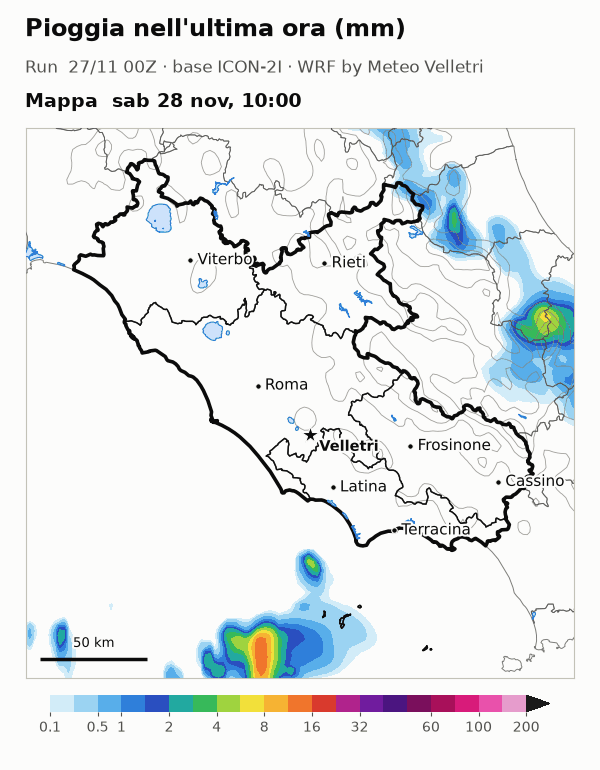 Pioggia nell'ultima ora (mm)
Run 27/11 00Z · base ICON-2I · WRF by Meteo Velletri
Mappa sab 28 nov, 10:00
Viterbo
Rieti
Roma
Velletri
Frosinone
Cassino
Latina
Terracina
50 km
0.1 0.5 1 2 4 8 16 32 60 100 200